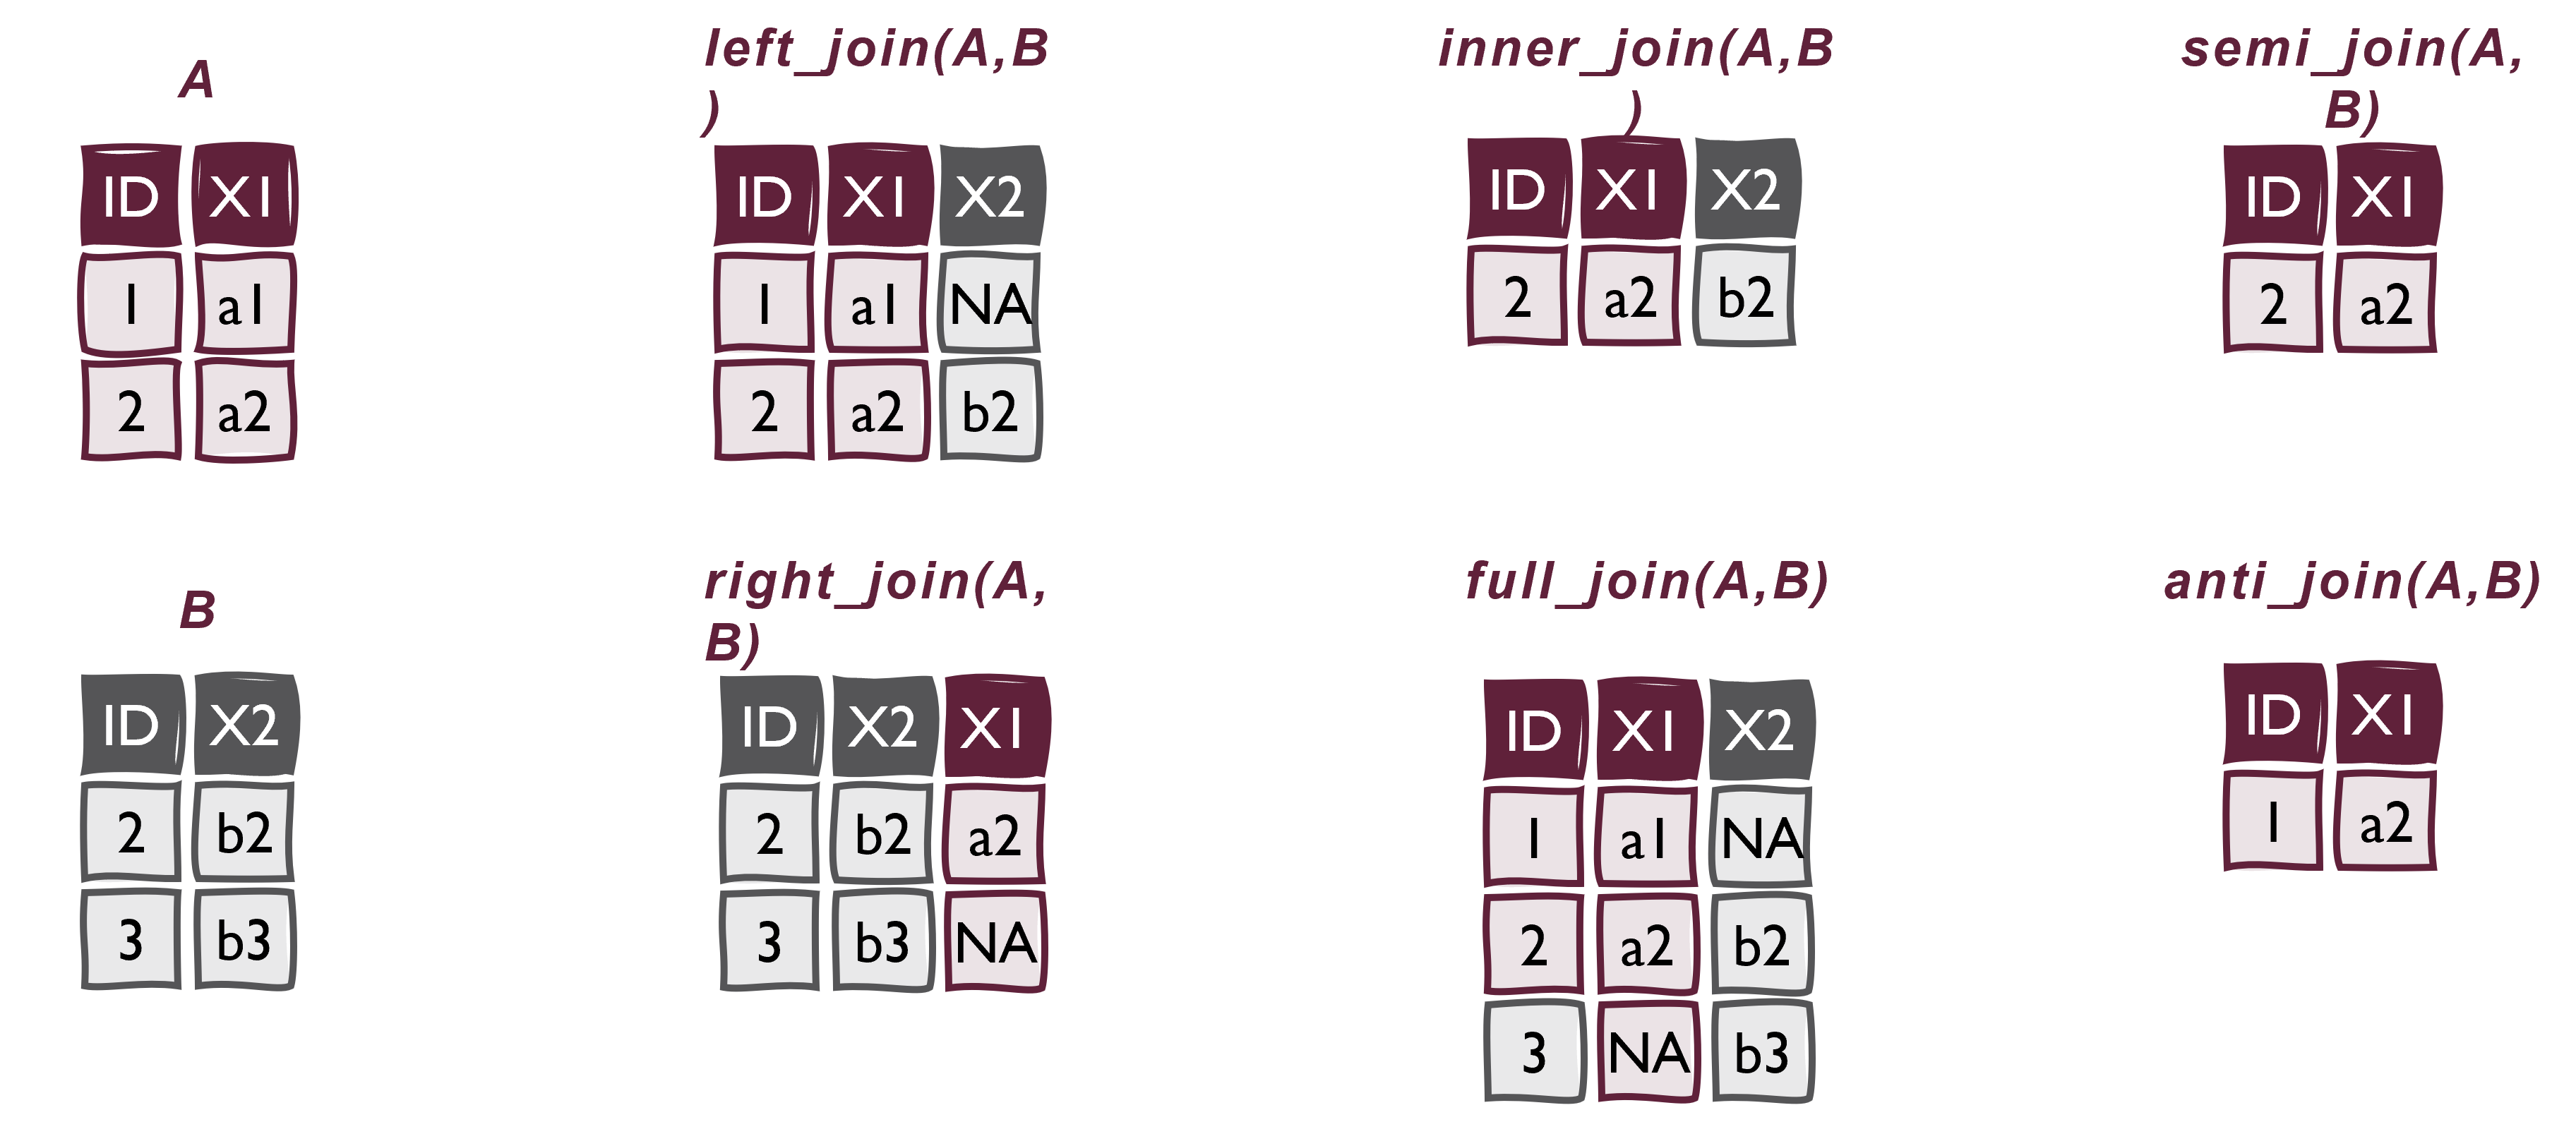 A
ID X1
1 a1
2 a2
left_join(A,B
)
ID X1 X2
1 a1 NA
2 a2 b2
inner_join(A,B
)
ID X1 X2
2 a2 b2
semi_join(A,
B)
ID X1
2 a2
B
ID X2
2 b2
3 b3
right_join(A,
B)
ID X2 X1
2 b2 a2
3 b3 NA
full_join(A,B)
ID X1 X2
1 a1 NA
2 a2 b2
3 NA b3
anti_join(A,B)
ID X1
1 a2